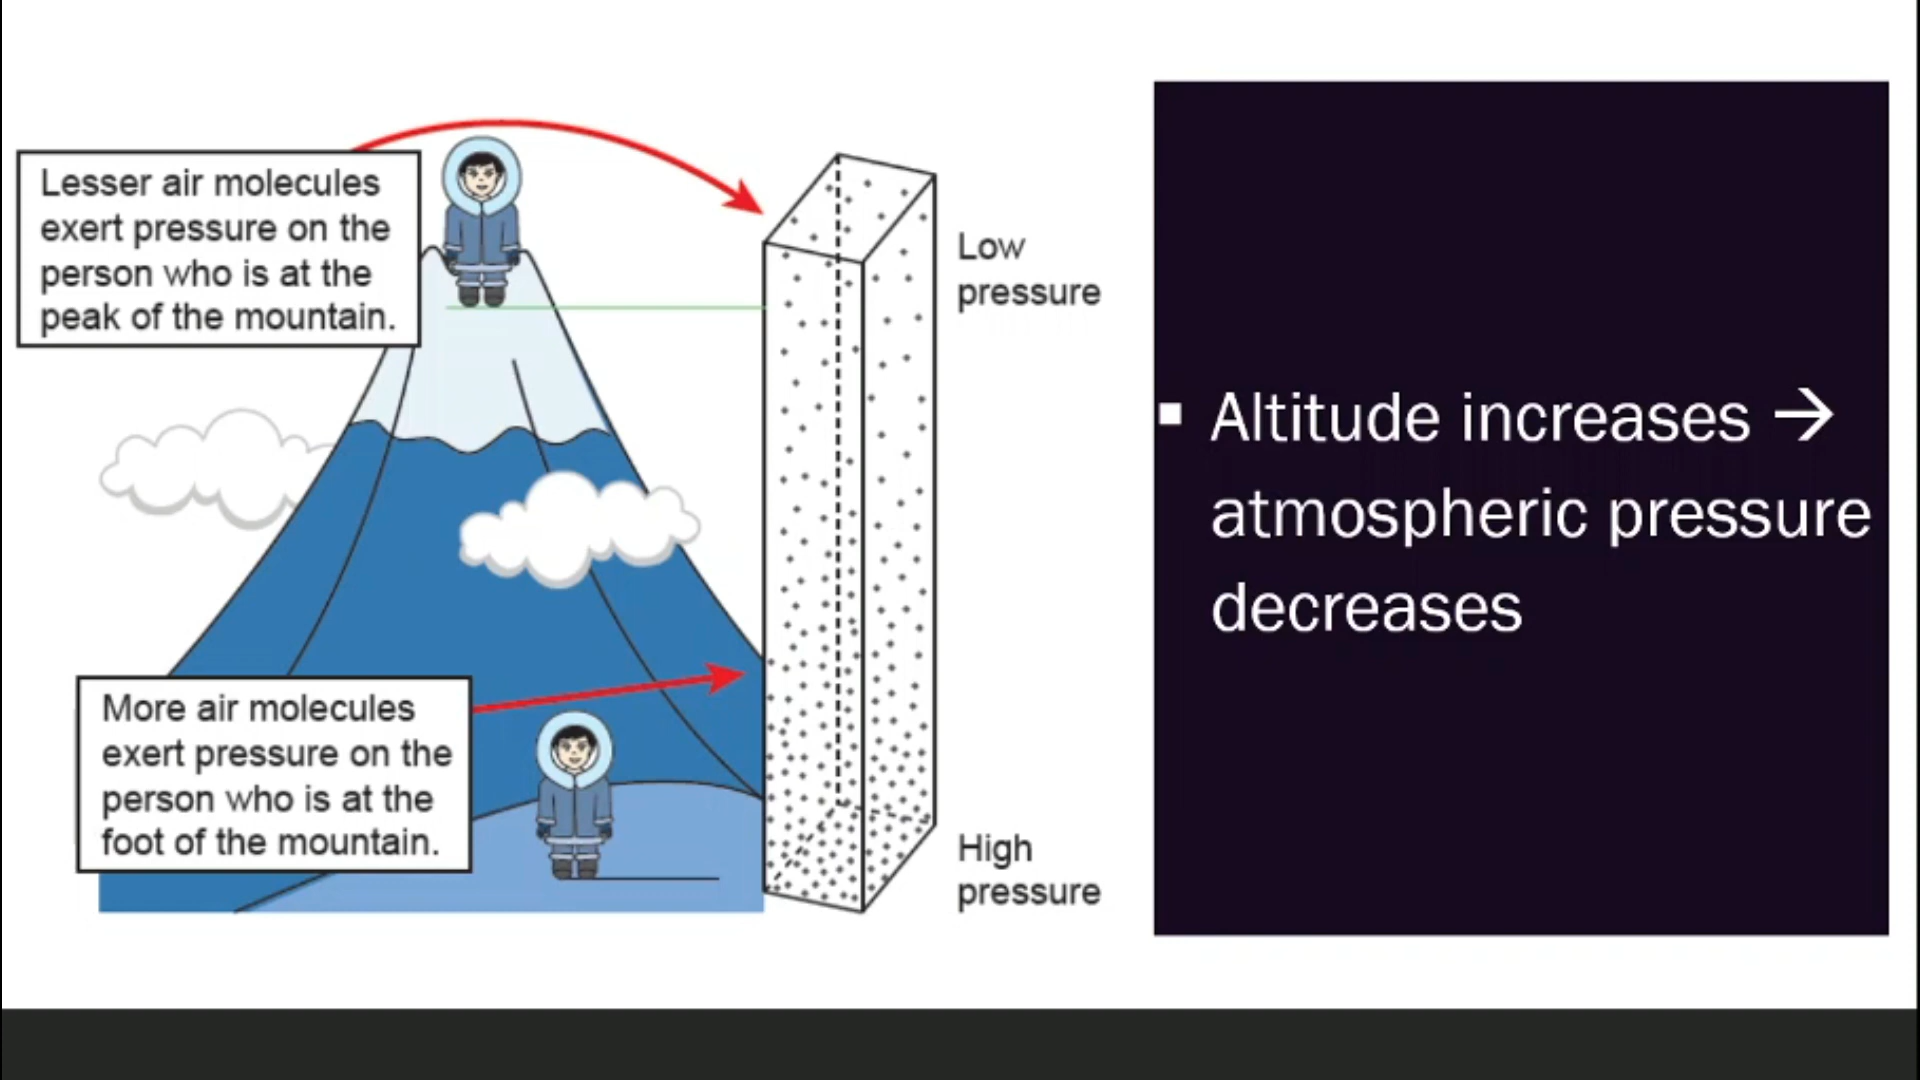 Lesser air molecules
exert pressure on the
person who is at the
peak of the mountain.
Low
pressure
More air molecules
exert pressure on the
person who is at the
foot of the mountain.
High
pressure
▪ Altitude increases →
atmospheric pressure
decreases